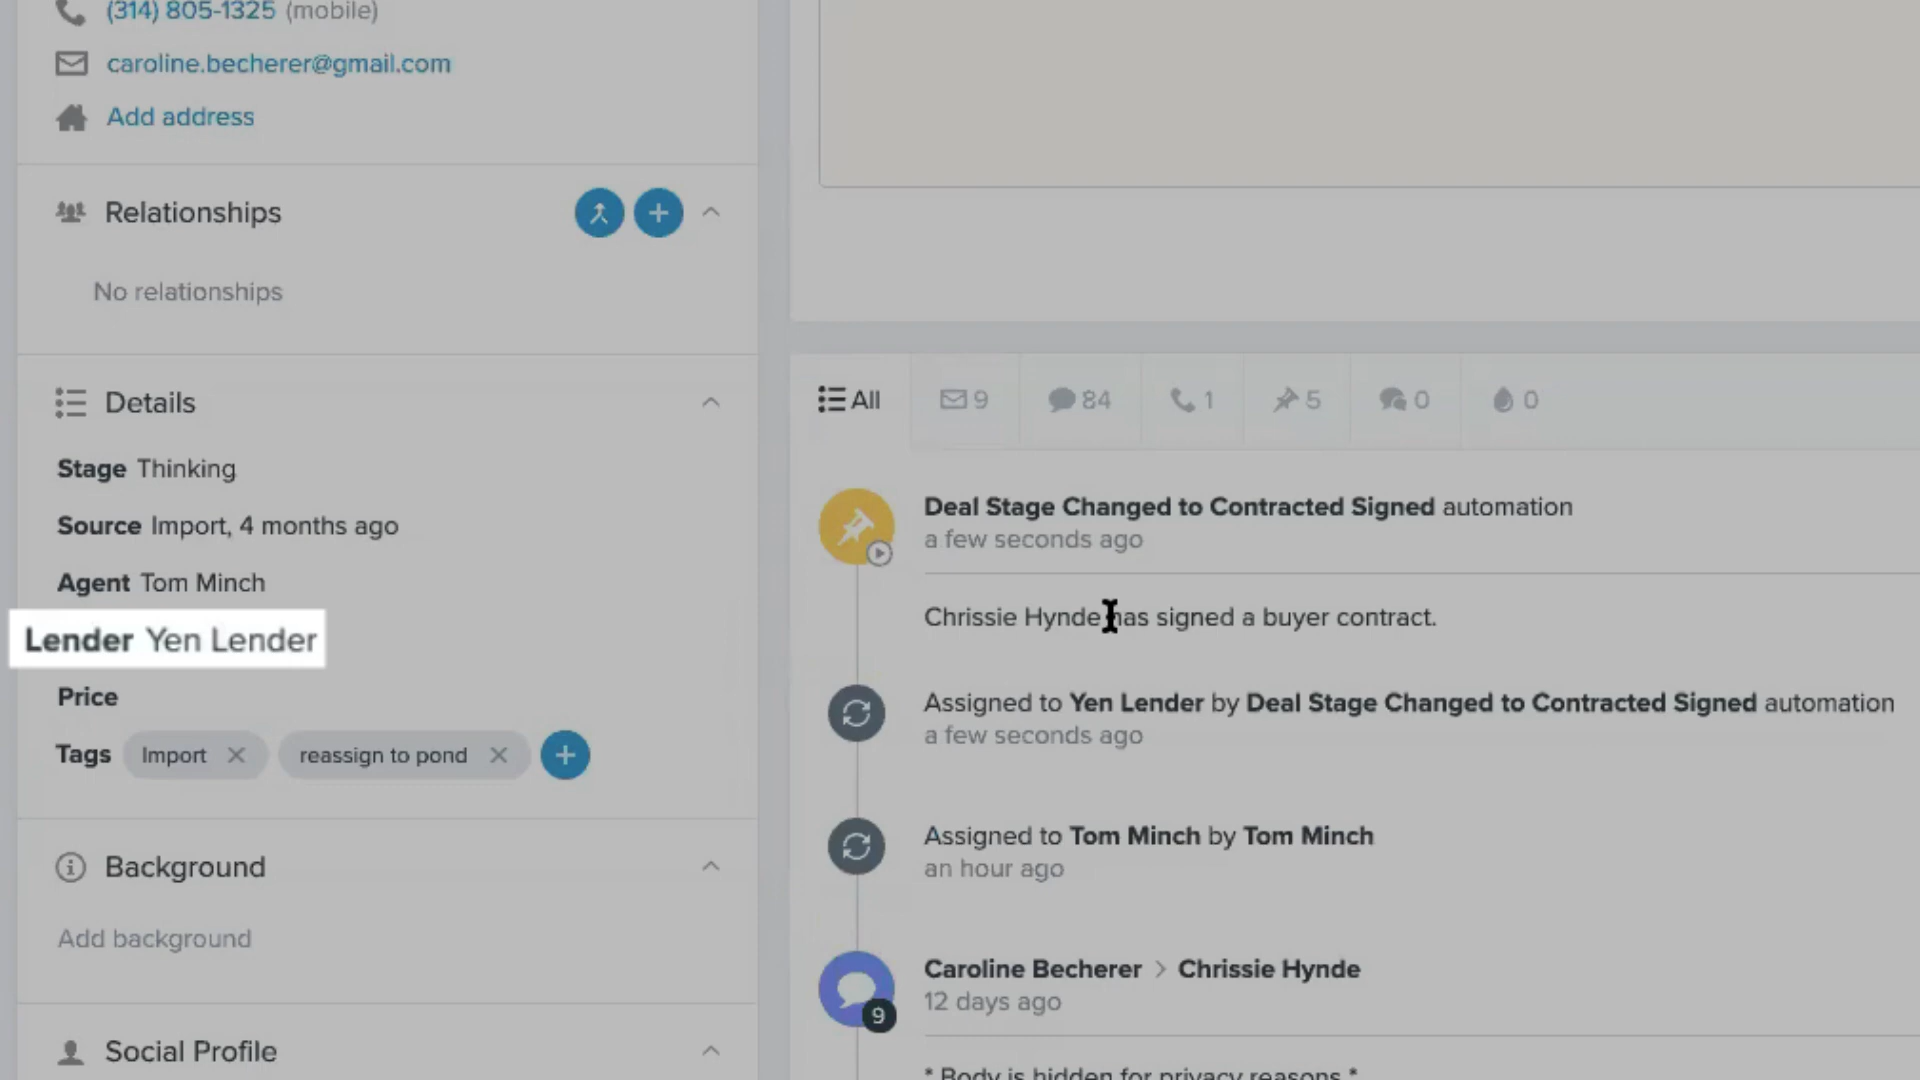 (314) 805-1325 (mobile)
caroline.becherer@gmail.com
Add address
Relationships
No relationships
Details
Stage Thinking
Source Import, 4 months ago
Agent Tom Minch
Lender Yen Lender
Price
Tags Import reassign to pond
Background
Add background
Social Profile
All 9 84 1 5 0 0
Deal Stage Changed to Contracted Signed automation
a few seconds ago
Chrissie Hynde has signed a buyer contract.
Assigned to Yen Lender by Deal Stage Changed to Contracted Signed automation
a few seconds ago
Assigned to Tom Minch by Tom Minch
an hour ago
Caroline Becherer > Chrissie Hynde
12 days ago
9
* Body is hidden for privacy reasons *